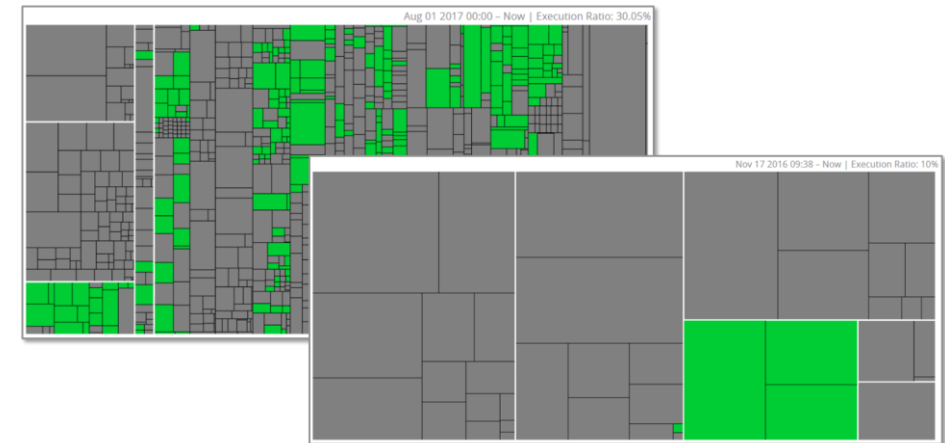 Aug 01 2017 00:00 – Now | Execution Ratio: 30.05%
Nov 17 2016 09:38 – Now | Execution Ratio: 10%